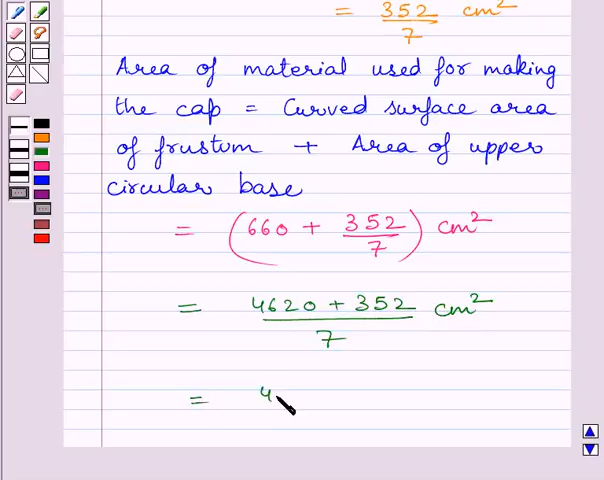 = 352/7 cm²
Area of material used for making
the cap = Curved surface area
of frustum + Area of upper
circular base
= (660 + 352/7) cm²
= 4620 + 352/7 cm²
= 4